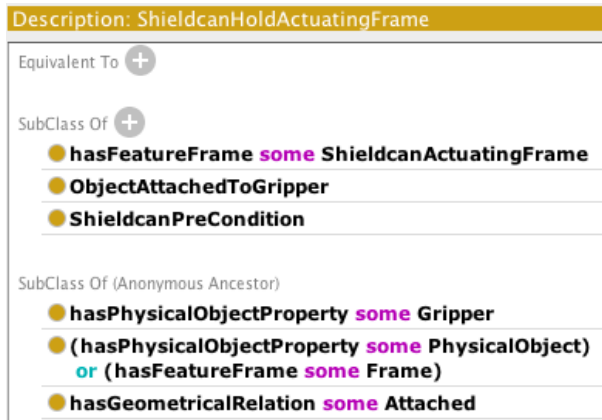 Description: ShieldcanHoldActuatingFrame
Equivalent To
SubClass Of
hasFeatureFrame some ShieldcanActuatingFrame
ObjectAttachedToGripper
ShieldcanPreCondition
SubClass Of (Anonymous Ancestor)
hasPhysicalObjectProperty some Gripper
(hasPhysicalObjectProperty some PhysicalObject)
or (hasFeatureFrame some Frame)
hasGeometricalRelation some Attached